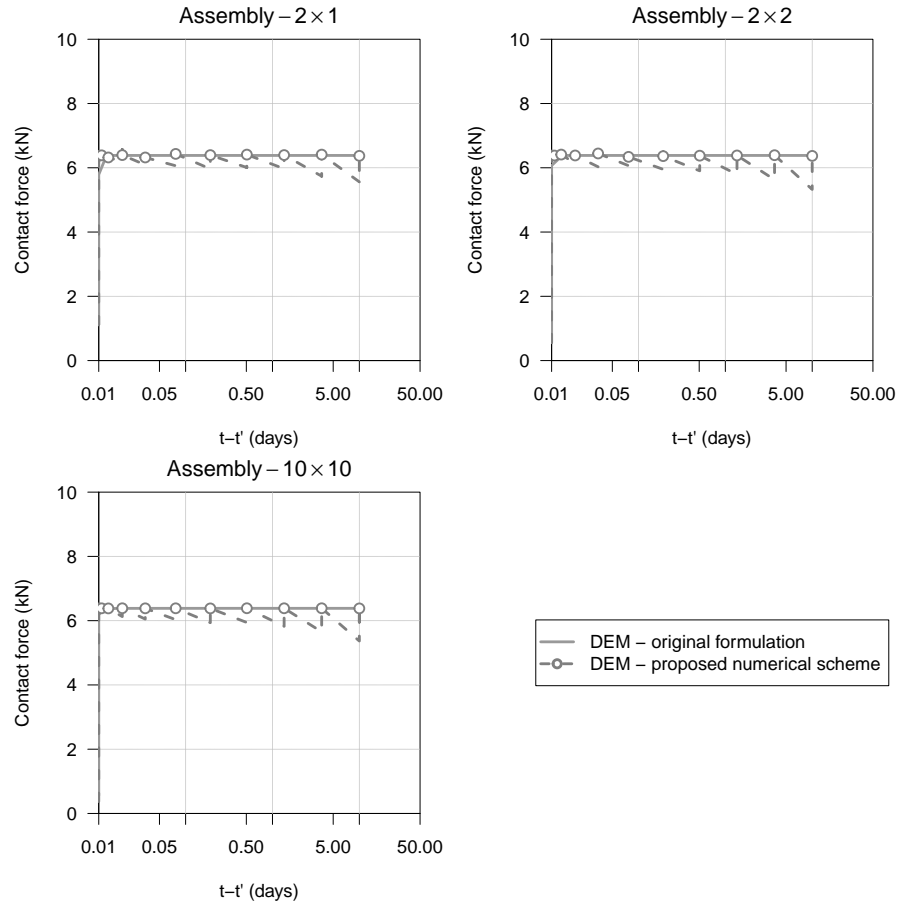 Assembly – 2 × 1
Contact force (kN)
10
8
6
4
2
0
0.01 0.05 0.50 5.00 50.00
t−t' (days)
Assembly – 2 × 2
Contact force (kN)
10
8
6
4
2
0
0.01 0.05 0.50 5.00 50.00
t−t' (days)
Assembly – 10 × 10
Contact force (kN)
10
8
6
4
2
0
0.01 0.05 0.50 5.00 50.00
t−t' (days)
DEM – original formulation
DEM – proposed numerical scheme